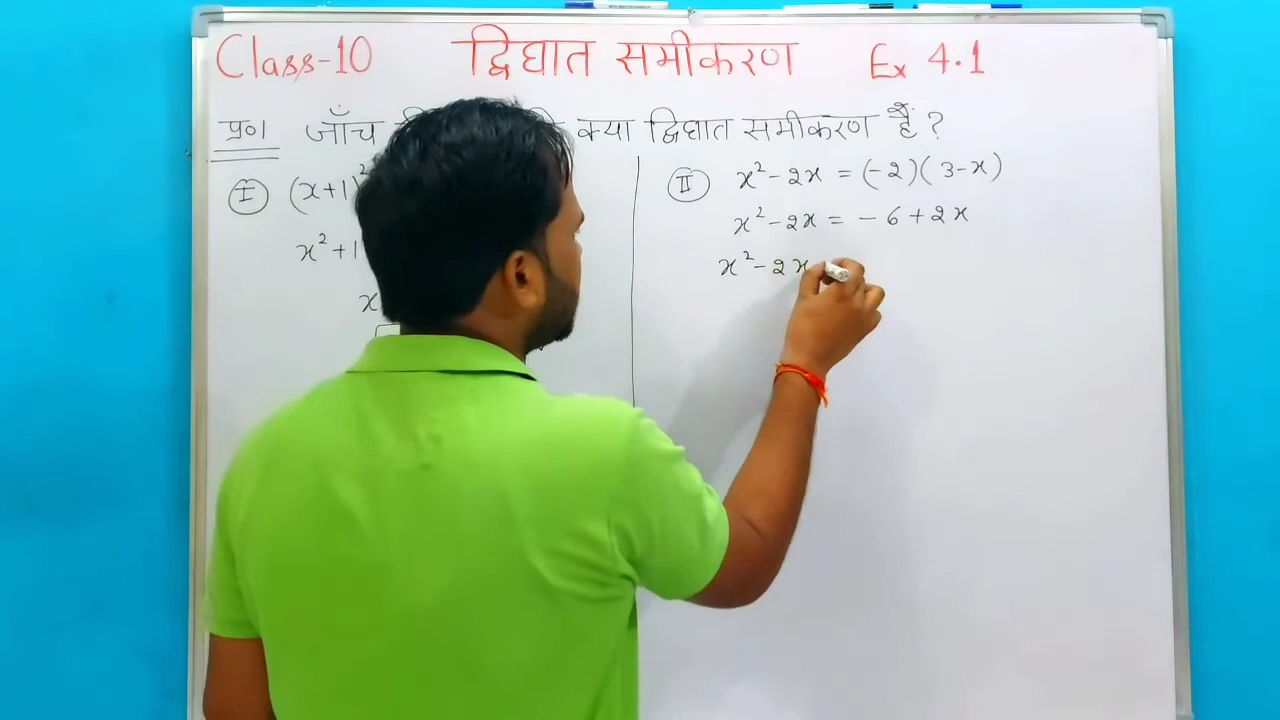 Class-10 द्विघात समीकरण Ex 4.1
प्र०1 जाँच क्या द्विघात समीकरण हैं ?
I (x+1)²
x²+1
x
II x²-2x = (-2)(3-x)
x²-2x = -6+2x
x²-2x